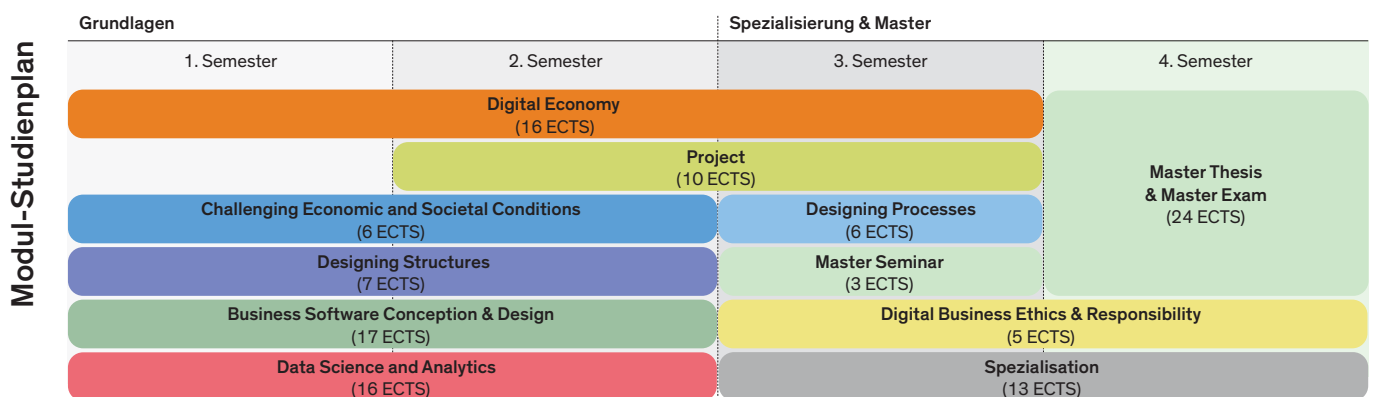 Modul-Studienplan
Grundlagen
Spezialisierung & Master
1. Semester
2. Semester
3. Semester
4. Semester
Digital Economy
(16 ECTS)
Project
(10 ECTS)
Master Thesis
& Master Exam
(24 ECTS)
Challenging Economic and Societal Conditions
(6 ECTS)
Designing Processes
(6 ECTS)
Designing Structures
(7 ECTS)
Master Seminar
(3 ECTS)
Business Software Conception & Design
(17 ECTS)
Digital Business Ethics & Responsibility
(5 ECTS)
Data Science and Analytics
(16 ECTS)
Spezialisation
(13 ECTS)